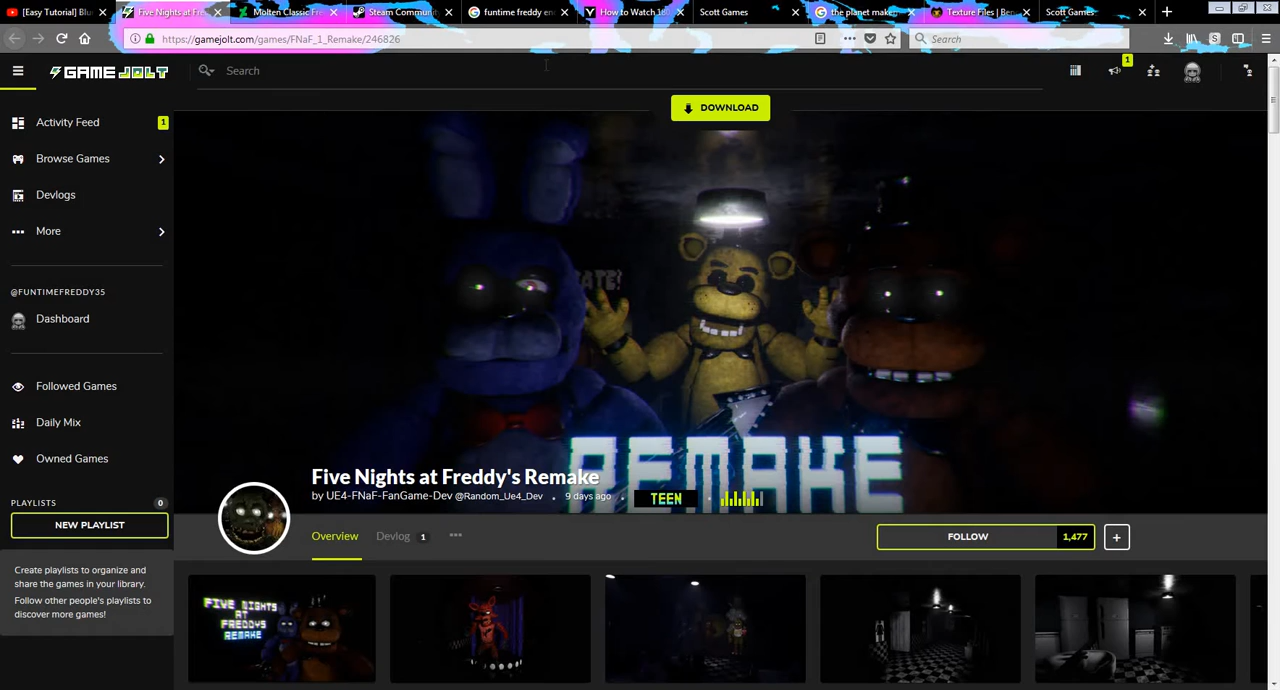 [Easy Tutorial] Blu
Five Nights at Fre
Molten Classic Fre
Steam Communi
funtime freddy en
How to Watch 18
Scott Games
the planet make
Texture Files | Be
Scott Games
https://gamejolt.com/games/FNaF_1_Remake/246826
Search
GAME JOLT
Search
1
DOWNLOAD
Activity Feed
1
Browse Games
Devlogs
More
@FUNTIMEFREDDY35
Dashboard
Followed Games
Daily Mix
Owned Games
PLAYLISTS
0
NEW PLAYLIST
Create playlists to organize and
share the games in your library.
Follow other people's playlists to
discover more games!
REMAKE
Five Nights at Freddy's Remake
by UE4-FNaF-FanGame-Dev @Random_Ue4_Dev
9 days ago
TEEN
Overview
Devlog 1
FOLLOW 1,477
FIVE NIGHTS
AT
FREDDYS
REMAKE